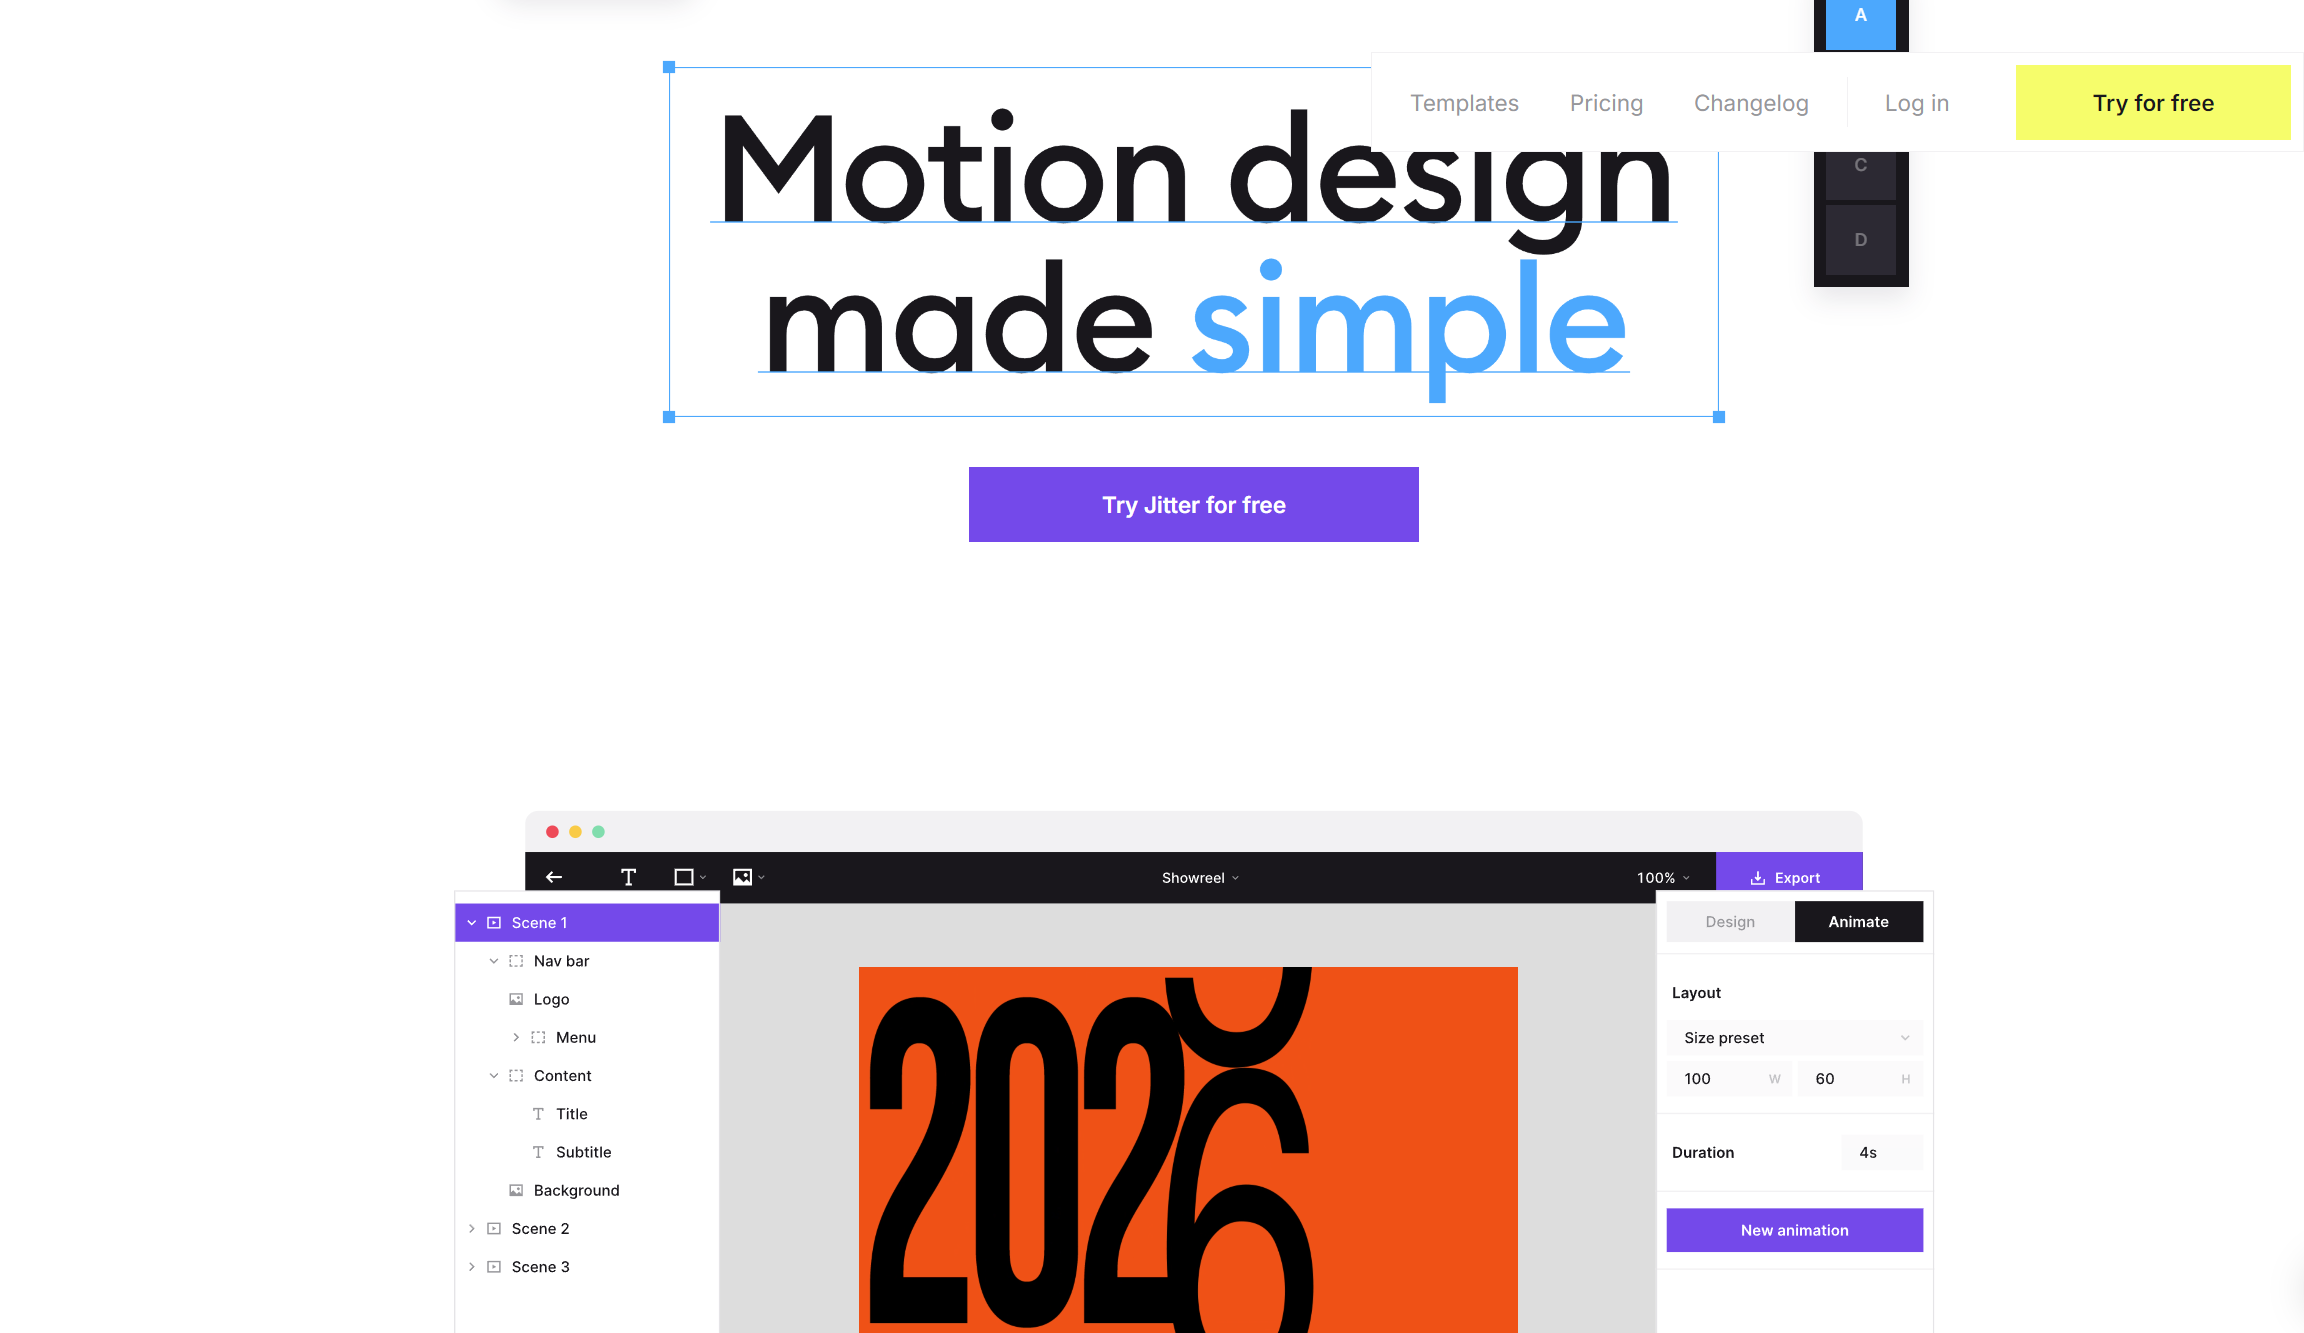 A
Templates
Pricing
Changelog
Log in
Try for free
Motion design
made simple
C
D
Try Jitter for free
Showreel
100%
Export
Scene 1
Nav bar
Logo
Menu
Content
Title
Subtitle
Background
Scene 2
Scene 3
2026
Design
Animate
Layout
Size preset
100 W
60 H
Duration
4s
New animation